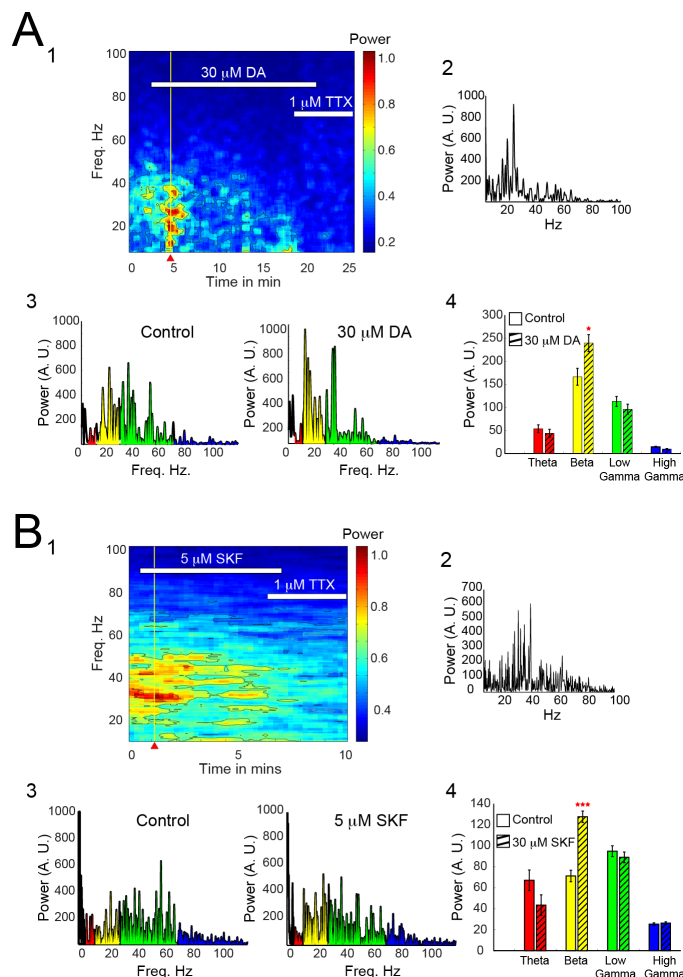 A
1
Power
100
80
60
40
20
Freq. Hz
30 µM DA
1 µM TTX
0 5 10 15 20 25
Time in min
1.0
0.8
0.6
0.4
0.2
2
Power (A. U.)
1000
800
600
400
200
20 40 60 80 100
Hz
3
Control
Power (A. U.)
1000
800
600
400
200
0 20 40 60 80 100
Freq. Hz.
30 µM DA
Power (A. U.)
1000
800
600
400
200
0 20 40 60 80 100
Freq. Hz.
4
Power (A. U.)
300
250
200
150
100
50
0
Control
30 µM DA
*
Theta Beta Low Gamma High Gamma
B
1
Power
100
80
60
40
20
Freq. Hz
5 µM SKF
1 µM TTX
0 5 10
Time in mins
1.0
0.8
0.6
0.4
2
Power (A. U.)
700
600
500
400
300
200
100
0
20 40 60 80 100
Hz
3
Control
Power (A. U.)
1000
800
600
400
200
0 20 40 60 80 100
Freq. Hz
5 µM SKF
Power (A. U.)
1000
800
600
400
200
0 20 40 60 80 100
Freq. Hz
4
Power (A. U.)
140
120
100
80
60
40
20
0
Control
30 µM SKF
***
Theta Beta Low Gamma High Gamma